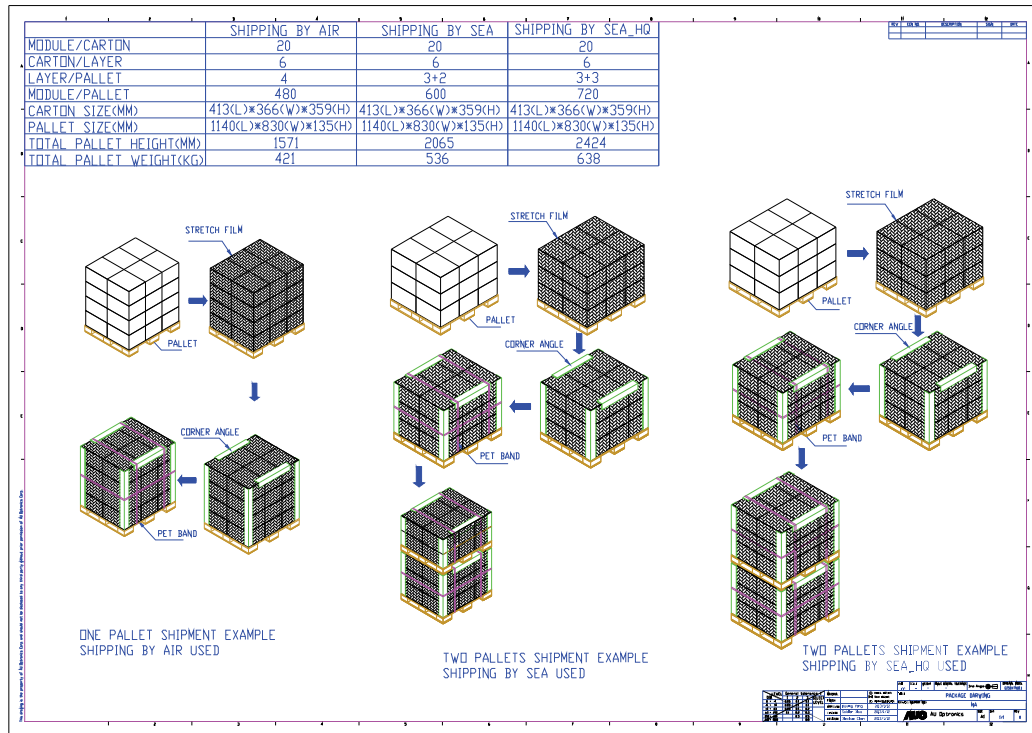 SHIPPING BY AIR SHIPPING BY SEA SHIPPING BY SEA_HQ
MODULE/CARTON 20 20 20
CARTON/LAYER 6 6 6
LAYER/PALLET 4 3+2 3+3
MODULE/PALLET 480 600 720
CARTON SIZE(MM) 413(L)*366(W)*359(H) 413(L)*366(W)*359(H) 413(L)*366(W)*359(H)
PALLET SIZE(MM) 1140(L)*830(W)*135(H) 1140(L)*830(W)*135(H) 1140(L)*830(W)*135(H)
TOTAL PALLET HEIGHT(MM) 1571 2065 2424
TOTAL PALLET WEIGHT(KG) 421 536 638
STRETCH FILM
PALLET
CORNER ANGLE
PET BAND
ONE PALLET SHIPMENT EXAMPLE
SHIPPING BY AIR USED
STRETCH FILM
PALLET
CORNER ANGLE
PET BAND
TWO PALLETS SHIPMENT EXAMPLE
SHIPPING BY SEA USED
STRETCH FILM
PALLET
CORNER ANGLE
PET BAND
TWO PALLETS SHIPMENT EXAMPLE
SHIPPING BY SEA_HQ USED
PACKAGE DARWING
AUO AU Optronics